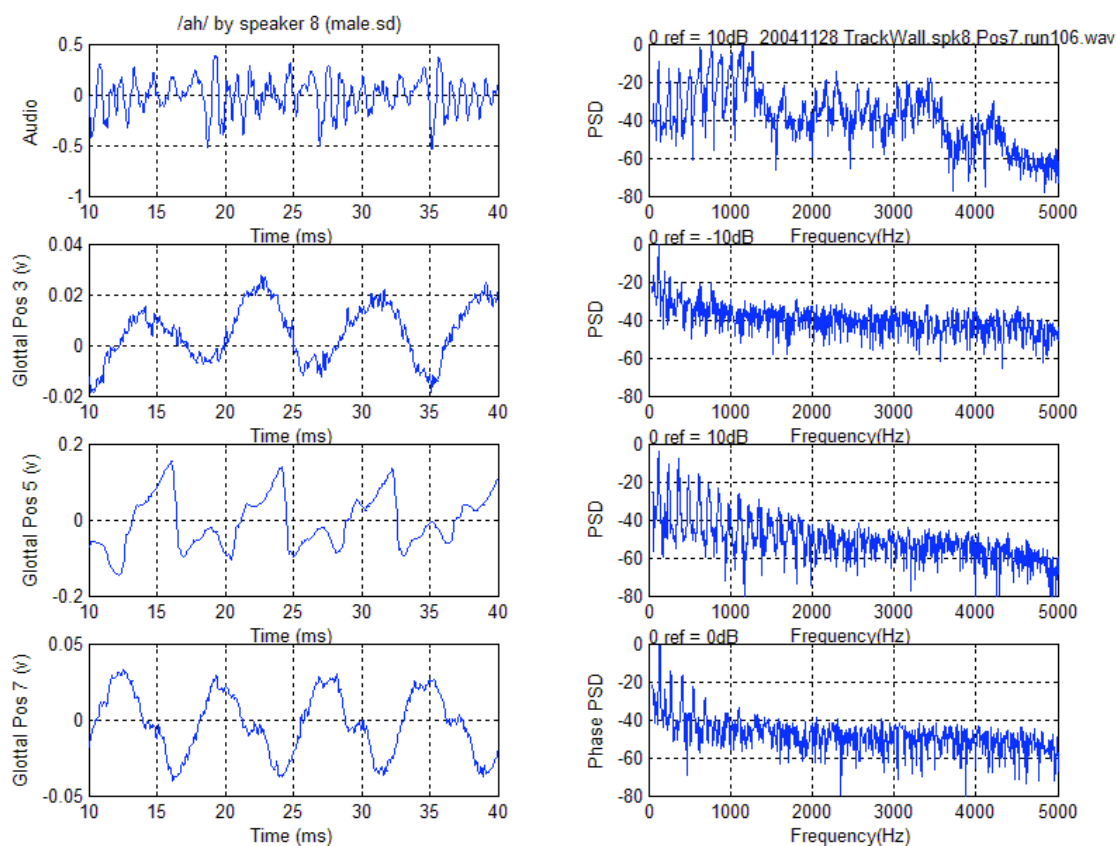 /ah/ by speaker 8 (male.sd)
0.5
0
-0.5
-1
Audio
10 15 20 25 30 35 40
Time (ms)
0 ref = 10dB 20041128 TrackWall.spk8.Pos7.run106.wav
0
-20
-40
-60
-80
PSD
0 1000 2000 3000 4000 5000
Frequency(Hz)
0.04
0.02
0
-0.02
Glottal Pos 3 (v)
10 15 20 25 30 35 40
Time (ms)
0 ref = -10dB
0
-20
-40
-60
-80
PSD
0 1000 2000 3000 4000 5000
Frequency(Hz)
0.2
0
-0.2
Glottal Pos 5 (v)
10 15 20 25 30 35 40
Time (ms)
0 ref = 10dB
0
-20
-40
-60
-80
PSD
0 1000 2000 3000 4000 5000
Frequency(Hz)
0.05
0
-0.05
Glottal Pos 7 (v)
10 15 20 25 30 35 40
Time (ms)
0 ref = 0dB
0
-20
-40
-60
-80
Phase PSD
0 1000 2000 3000 4000 5000
Frequency(Hz)